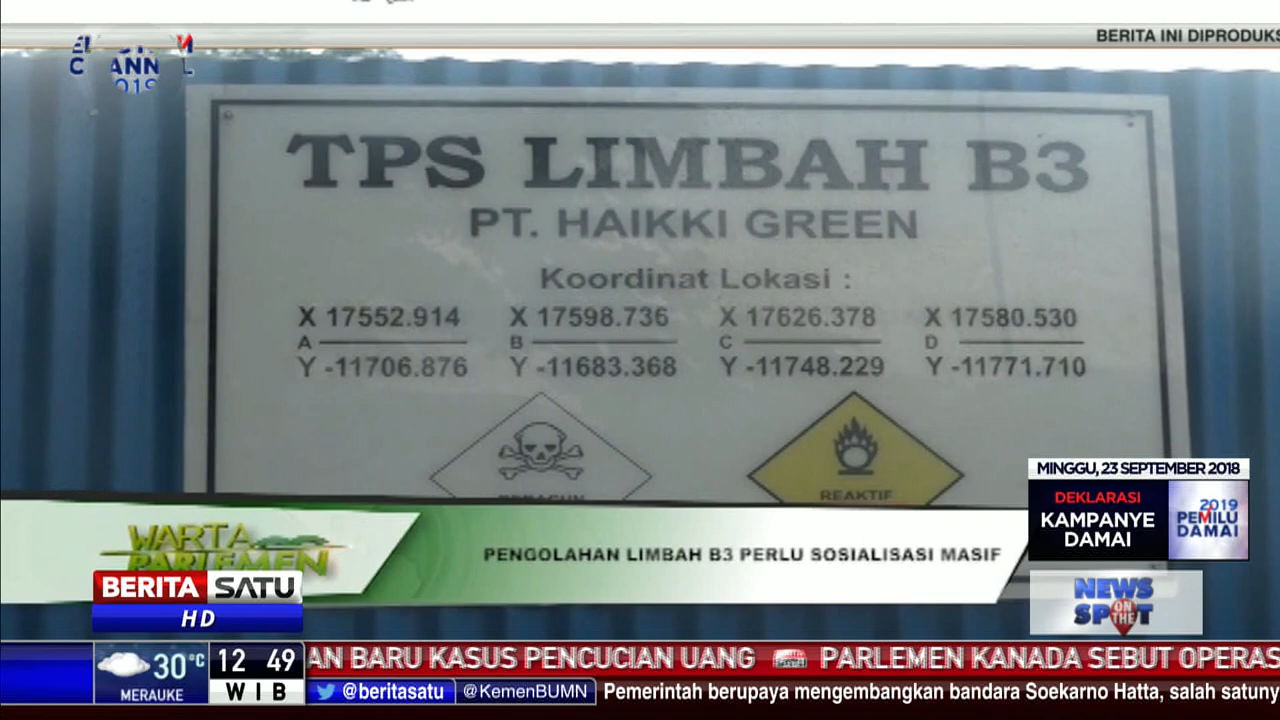 BERITA INI DIPRODUKS
TPS LIMBAH B3
PT. HAIKKI GREEN
Koordinat Lokasi :
X 17552.914 X 17598.736 X 17626.378 X 17580.530
A B C D
Y -11706.876 Y -11683.368 Y -11748.229 Y -11771.710
REAKTIF
MINGGU, 23 SEPTEMBER 2018
DEKLARASI
KAMPANYE
DAMAI
2019
PEMILU
DAMAI
WARTA
PARLEMEN
PENGOLAHAN LIMBAH B3 PERLU SOSIALISASI MASIF
BERITA SATU
HD
NEWS
ON THE
SPOT
30°C
MERAUKE
12 49
WIB
AN BARU KASUS PENCUCIAN UANG PARLEMEN KANADA SEBUT OPERAS
@beritasatu @KemenBUMN Pemerintah berupaya mengembangkan bandara Soekarno Hatta, salah satuny